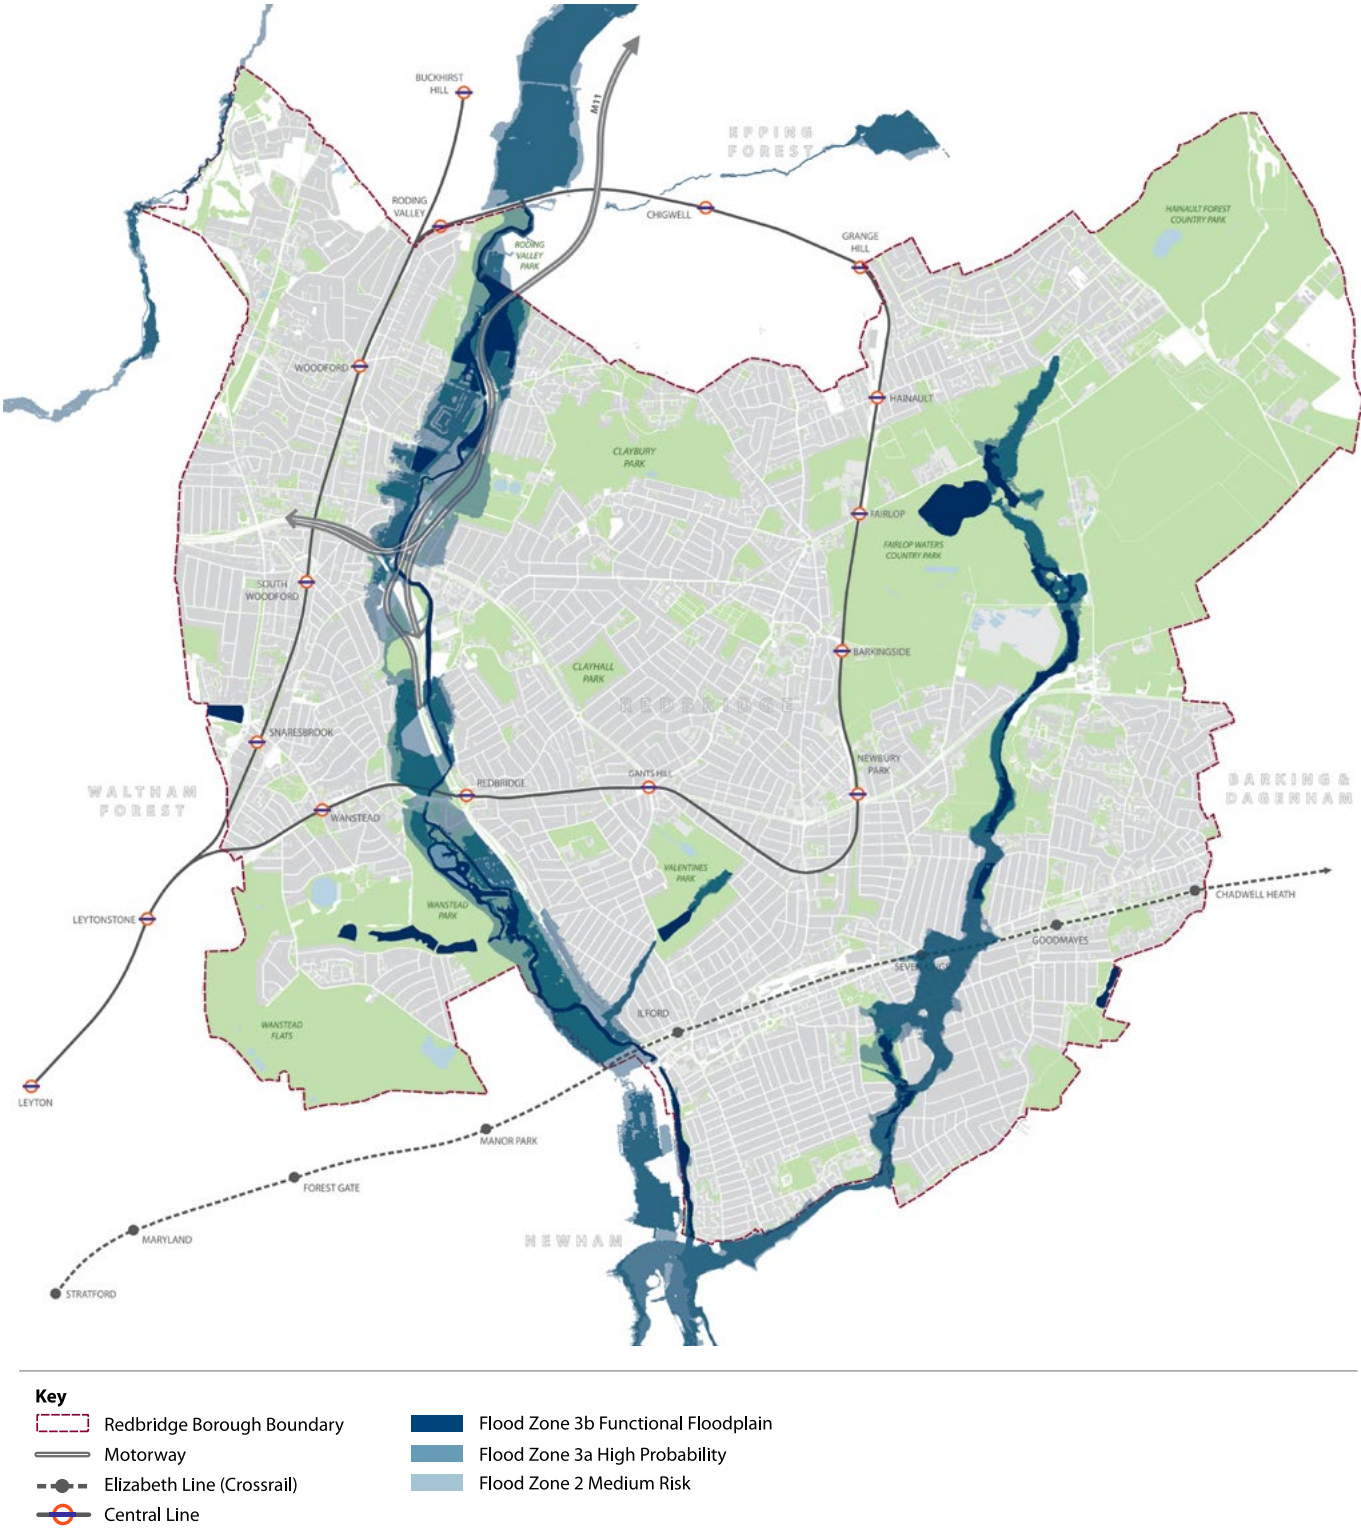 BUCKHIRST
HILL
M11
EPPING
FOREST
RODING
VALLEY
CHIGWELL
HAINAULT FOREST
COUNTRY PARK
GRANGE
HILL
RODING
VALLEY
PARK
WOODFORD
HAINAULT
CLAYBURY
PARK
FAIRLOP
FAIRLOP WATERS
COUNTRY PARK
SOUTH
WOODFORD
BARKINGSIDE
CLAYHALL
PARK
REDBRIDGE
SNARESBROOK
NEWBURY
PARK
WALTHAM
FOREST
REDBRIDGE
GANTS HILL
BARKING &
DAGENHAM
WANSTEAD
VALENTINES
PARK
CHADWELL HEATH
WANSTEAD
PARK
LEYTONSTONE
GOODMAYES
SEVEN KINGS
WANSTEAD
FLATS
ILFORD
LEYTON
MANOR PARK
FOREST GATE
MARYLAND
NEWHAM
STRATFORD
Key
Redbridge Borough Boundary
Motorway
Elizabeth Line (Crossrail)
Central Line
Flood Zone 3b Functional Floodplain
Flood Zone 3a High Probability
Flood Zone 2 Medium Risk